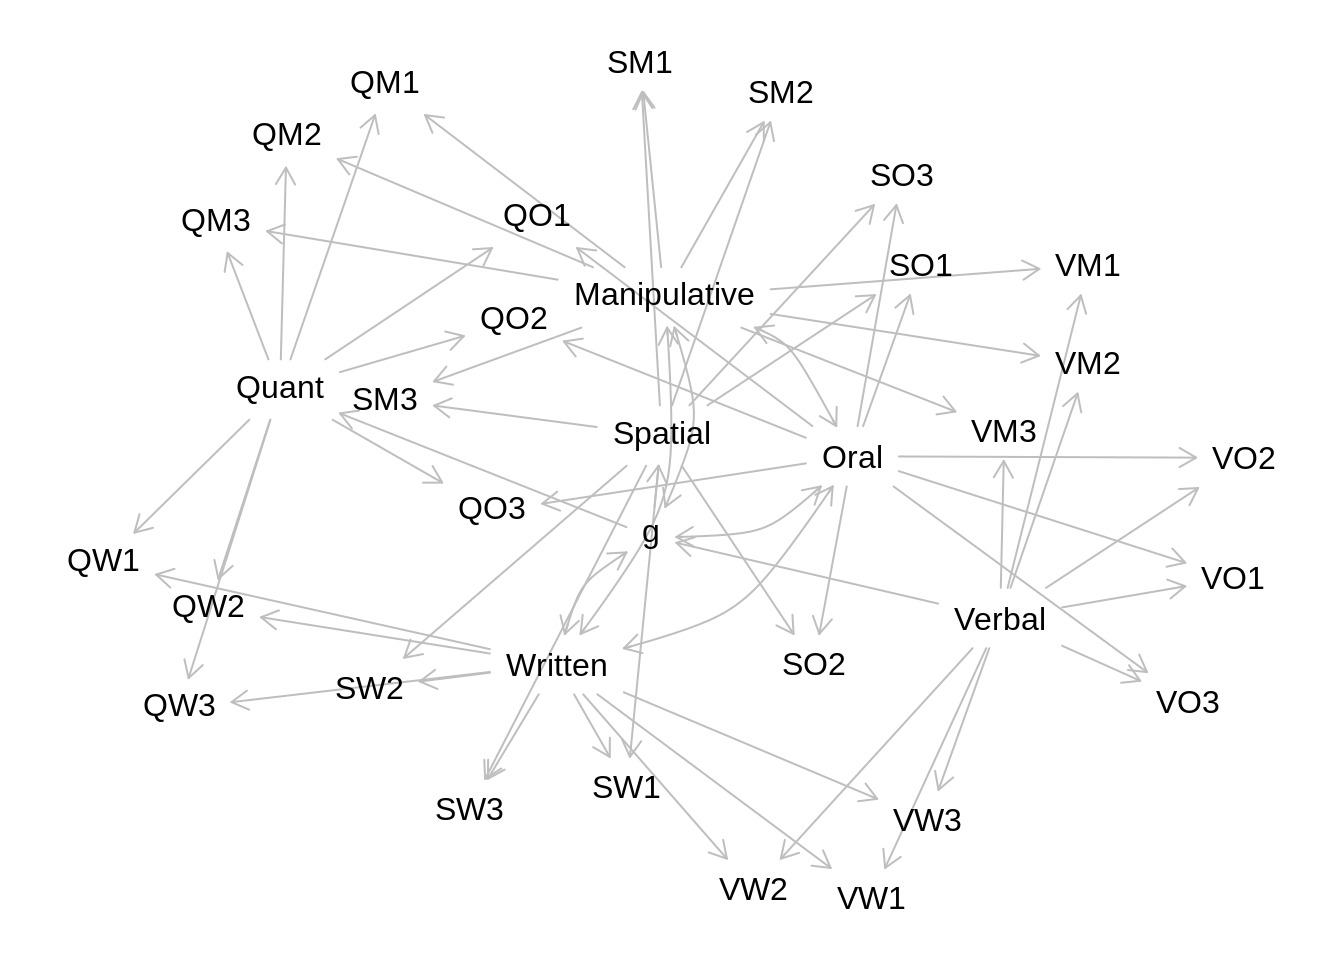 SM1
QM1
SM2
QM2
SO3
QM3
QO1
SO1
VM1
Manipulative
QO2
VM2
Quant
SM3
Spatial
VM3
Oral
VO2
QO3
g
QW1
VO1
QW2
Verbal
Written
SO2
SW2
QW3
VO3
SW1
SW3
VW3
VW2
VW1